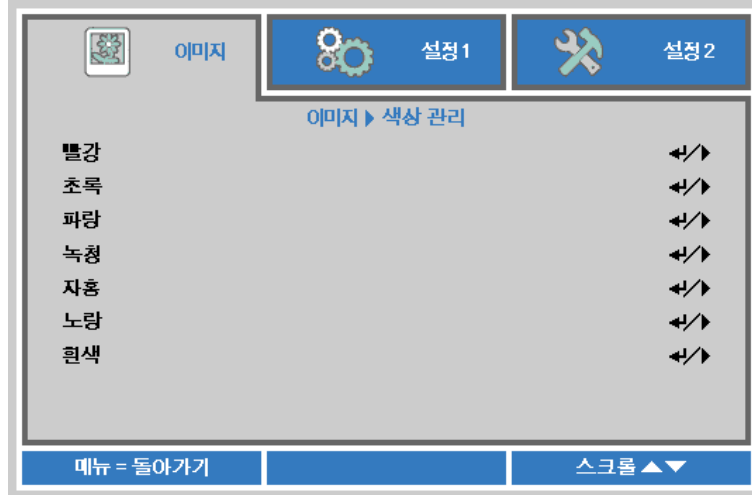 이미지 설정1 설정2
이미지 ▶ 색상 관리
빨강 ↵/▶
초록 ↵/▶
파랑 ↵/▶
녹청 ↵/▶
자홍 ↵/▶
노랑 ↵/▶
흰색 ↵/▶
메뉴 = 돌아가기 스크롤 ▲▼